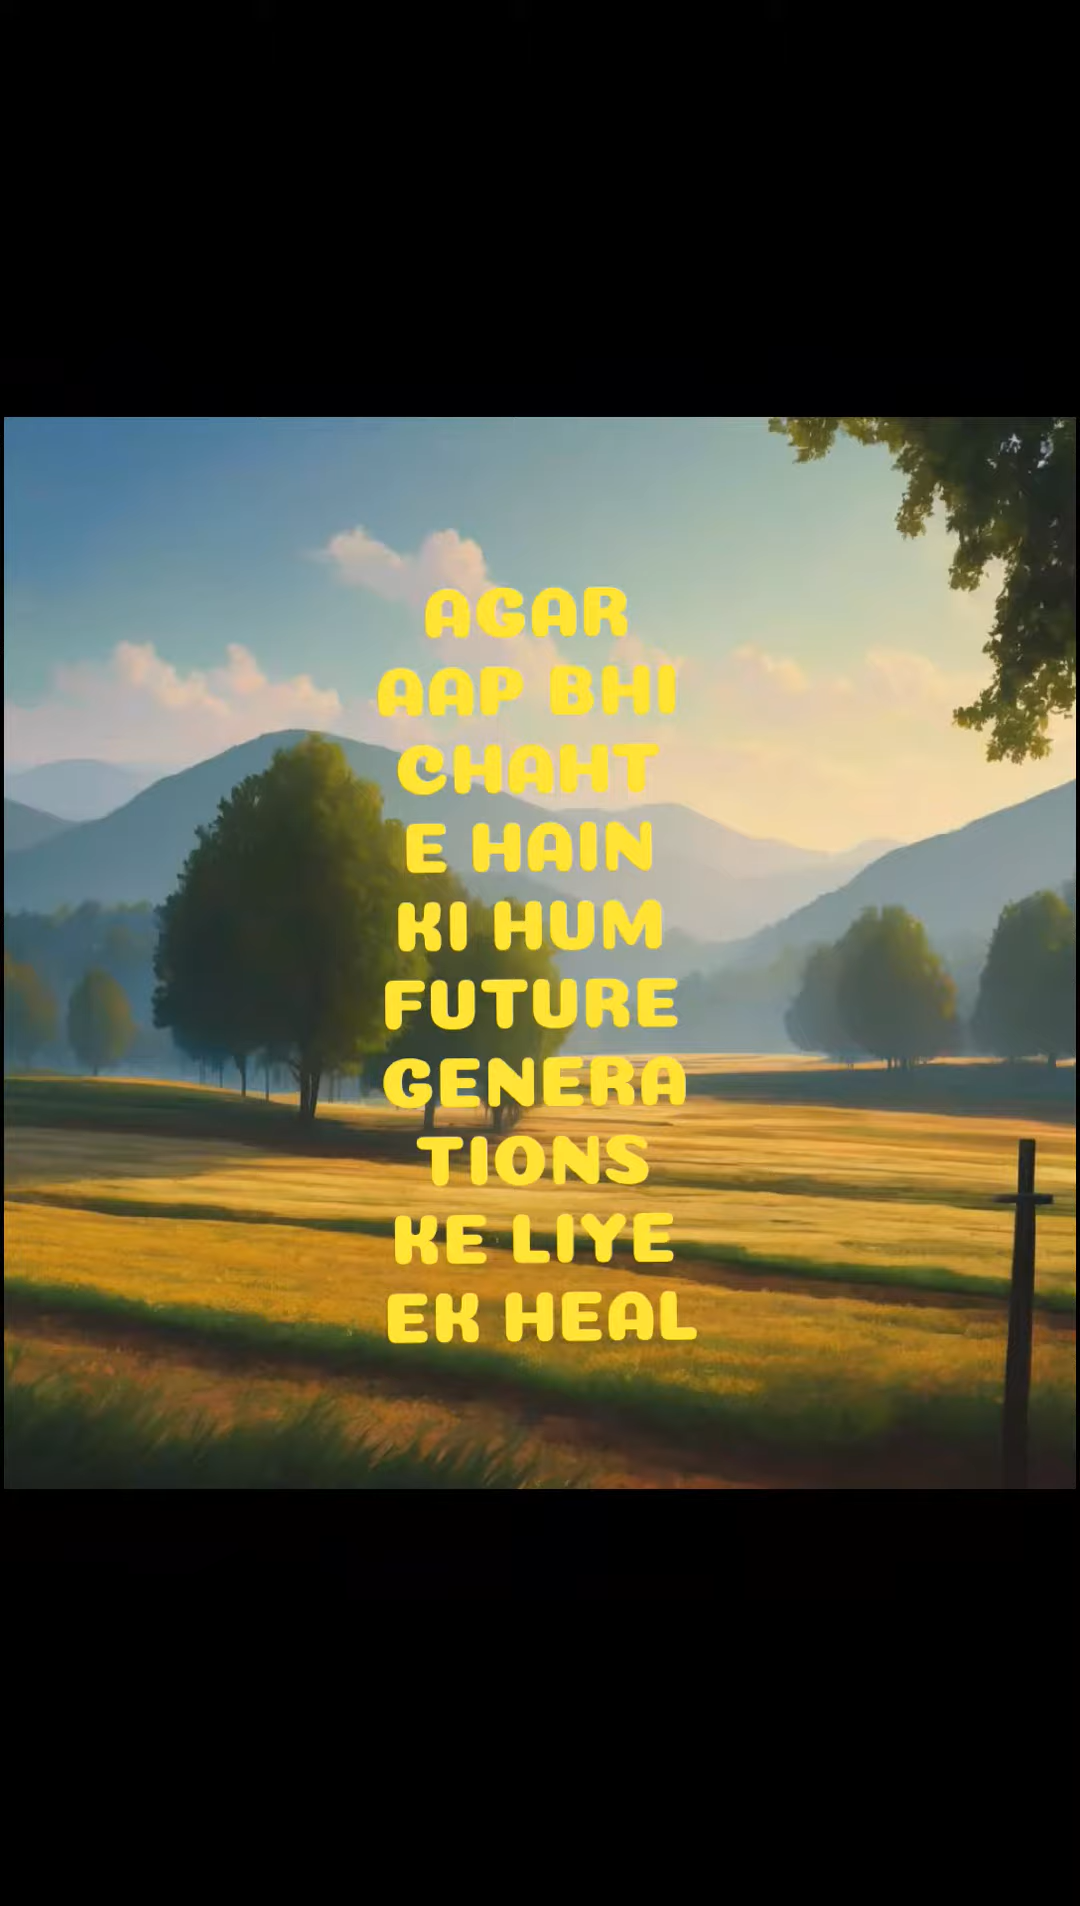 AGAR
AAP BHI
CHAHT
E HAIN
KI HUM
FUTURE
GENERA
TIONS
KE LIYE
EK HEAL